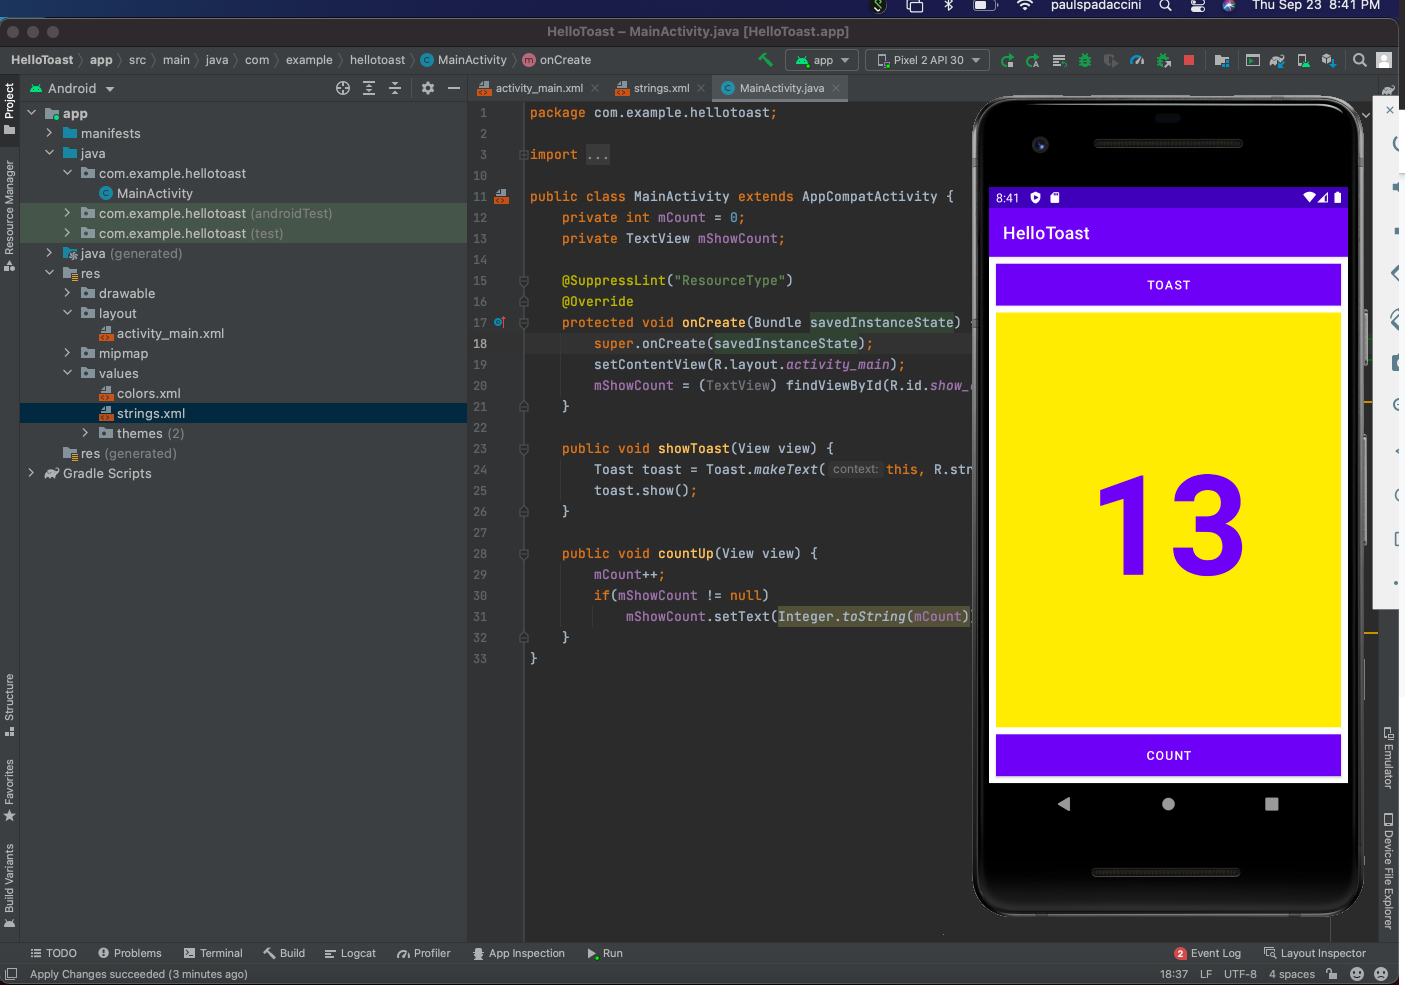 paulspadaccini Thu Sep 23 8:41 PM
HelloToast – MainActivity.java [HelloToast.app]
HelloToast app src main java com example hellotoast MainActivity onCreate app Pixel 2 API 30
Project
Resource Manager
Structure
Favorites
Build Variants
Android
app
manifests
java
com.example.hellotoast
MainActivity
com.example.hellotoast (androidTest)
com.example.hellotoast (test)
java (generated)
res
drawable
layout
activity_main.xml
mipmap
values
colors.xml
strings.xml
themes (2)
res (generated)
Gradle Scripts
activity_main.xml strings.xml MainActivity.java
1 package com.example.hellotoast;
2
3 import ...
10
11 public class MainActivity extends AppCompatActivity {
12 private int mCount = 0;
13 private TextView mShowCount;
14
15 @SuppressLint("ResourceType")
16 @Override
17 protected void onCreate(Bundle savedInstanceState) {
18 super.onCreate(savedInstanceState);
19 setContentView(R.layout.activity_main);
20 mShowCount = (TextView) findViewById(R.id.show_
21 }
22
23 public void showToast(View view) {
24 Toast toast = Toast.makeText( context: this, R.str
25 toast.show();
26 }
27
28 public void countUp(View view) {
29 mCount++;
30 if(mShowCount != null)
31 mShowCount.setText(Integer.toString(mCount)
32 }
33 }
8:41
HelloToast
TOAST
13
COUNT
Emulator
Device File Explorer
TODO Problems Terminal Build Logcat Profiler App Inspection Run 2 Event Log Layout Inspector
Apply Changes succeeded (3 minutes ago) 18:37 LF UTF-8 4 spaces